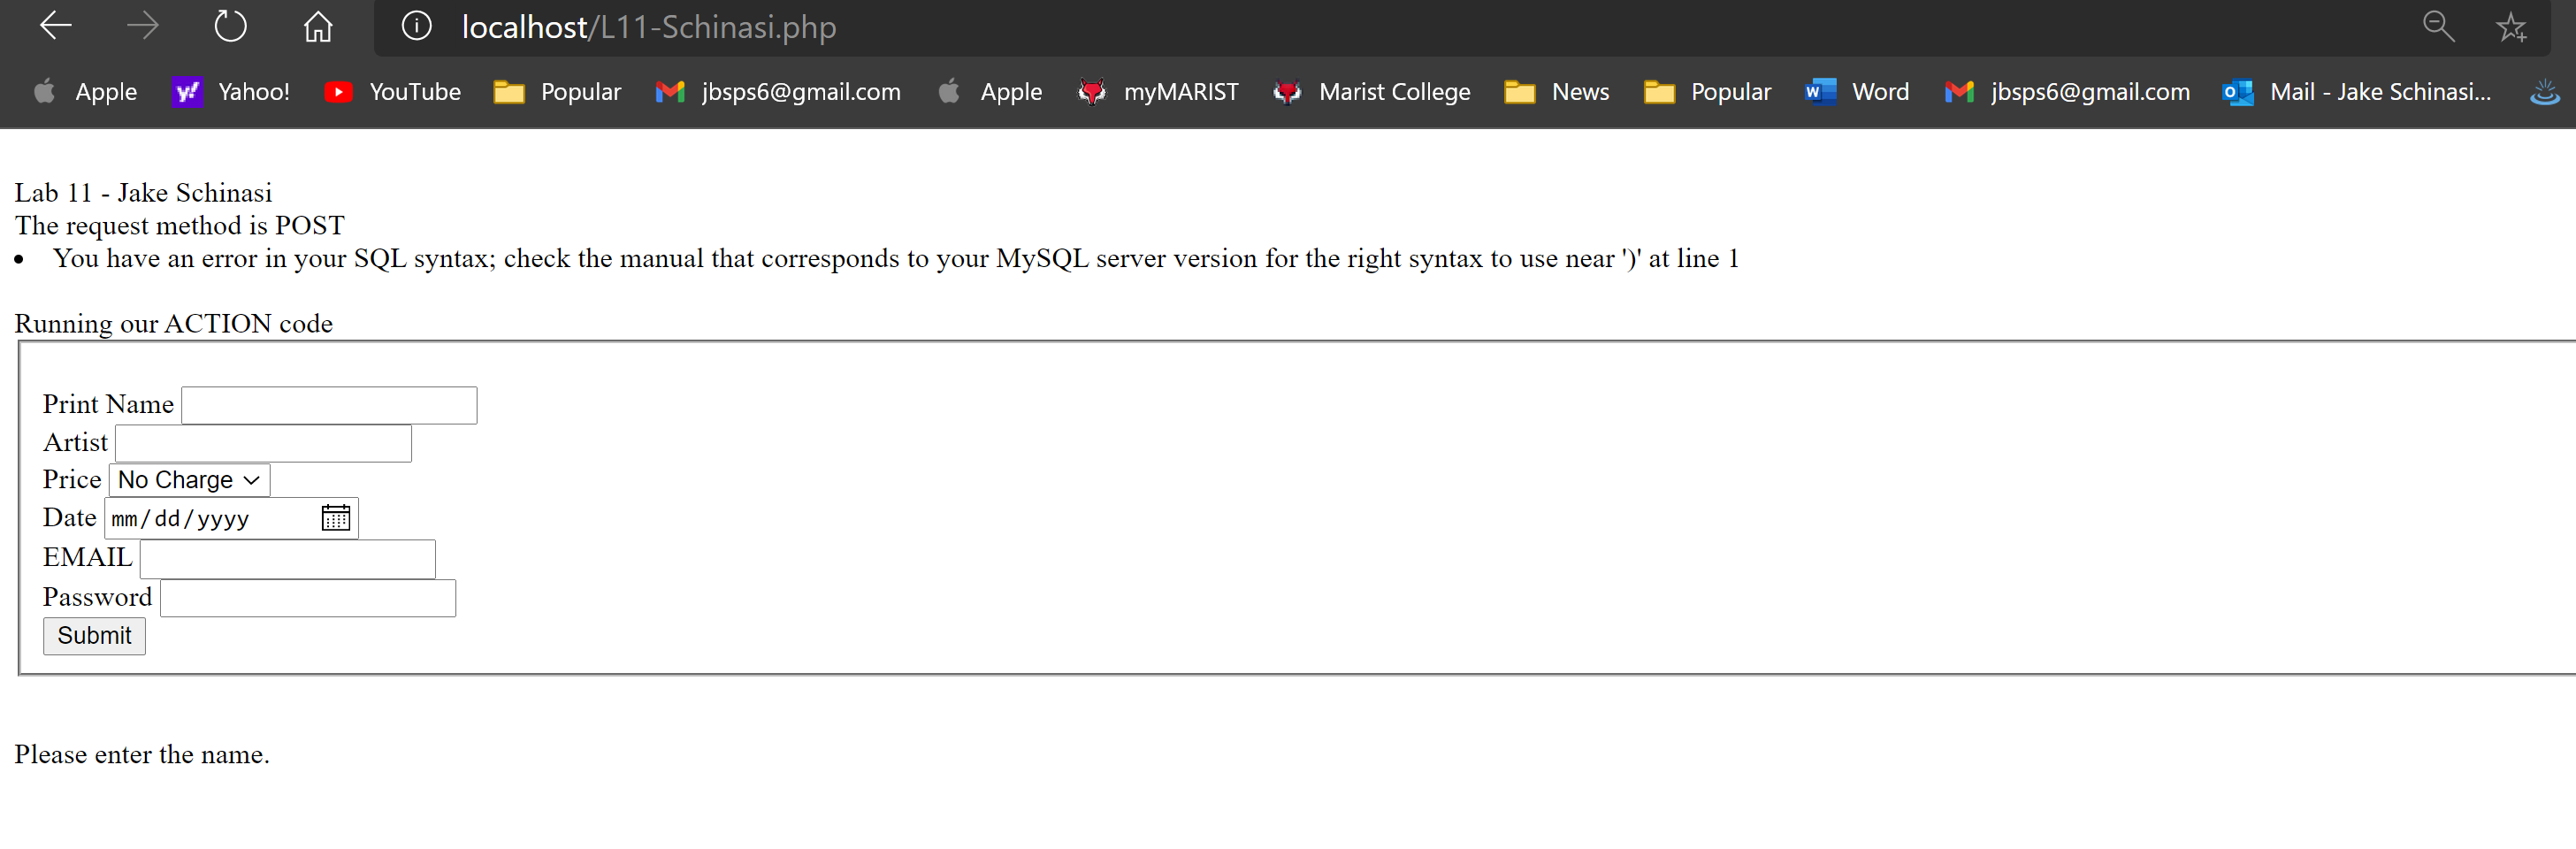 localhost/L11-Schinasi.php
Apple Yahoo! YouTube Popular jbsps6@gmail.com Apple myMARIST Marist College News Popular Word jbsps6@gmail.com Mail - Jake Schinasi...
Lab 11 - Jake Schinasi
The request method is POST
• You have an error in your SQL syntax; check the manual that corresponds to your MySQL server version for the right syntax to use near ')' at line 1
Running our ACTION code
Print Name
Artist
Price No Charge
Date mm/dd/yyyy
EMAIL
Password
Submit
Please enter the name.